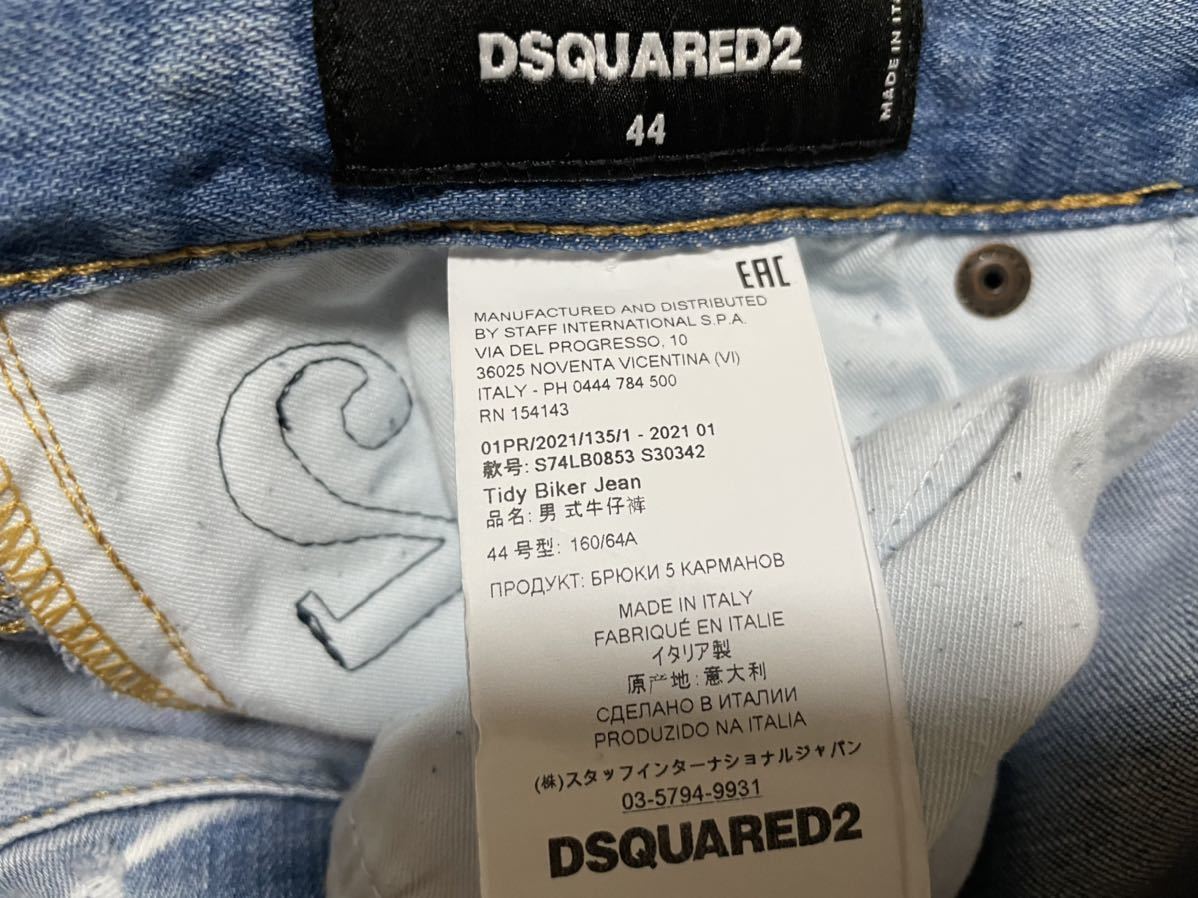 DSQUARED2
44
MADE IN ITA
EAC
MANUFACTURED AND DISTRIBUTED
BY STAFF INTERNATIONAL S.P.A.
VIA DEL PROGRESSO, 10
36025 NOVENTA VICENTINA (VI)
ITALY - PH 0444 784 500
RN 154143
01PR/2021/135/1 - 2021 01
款号: S74LB0853 S30342
Tidy Biker Jean
品名: 男 式牛仔裤
44 号型: 160/64A
ПРОДУКТ: БРЮКИ 5 КАРМАНОВ
MADE IN ITALY
FABRIQUÉ EN ITALIE
イタリア製
原产地: 意大利
СДЕЛАНО В ИТАЛИИ
PRODUZIDO NA ITALIA
(株)スタッフインターナショナルジャパン
03-5794-9931
DSQUARED2